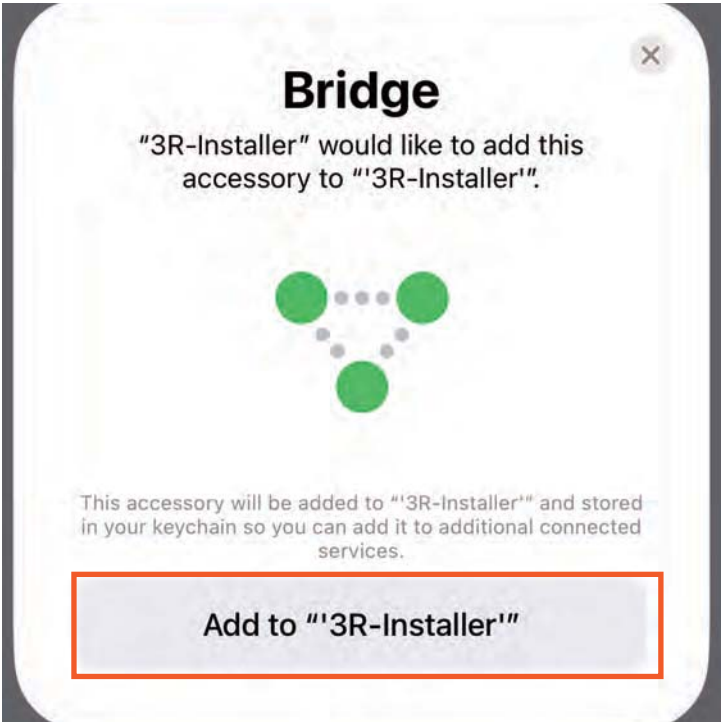 Bridge
"3R-Installer" would like to add this
accessory to "'3R-Installer'".
This accessory will be added to "'3R-Installer'" and stored
in your keychain so you can add it to additional connected
services.
Add to "'3R-Installer'"